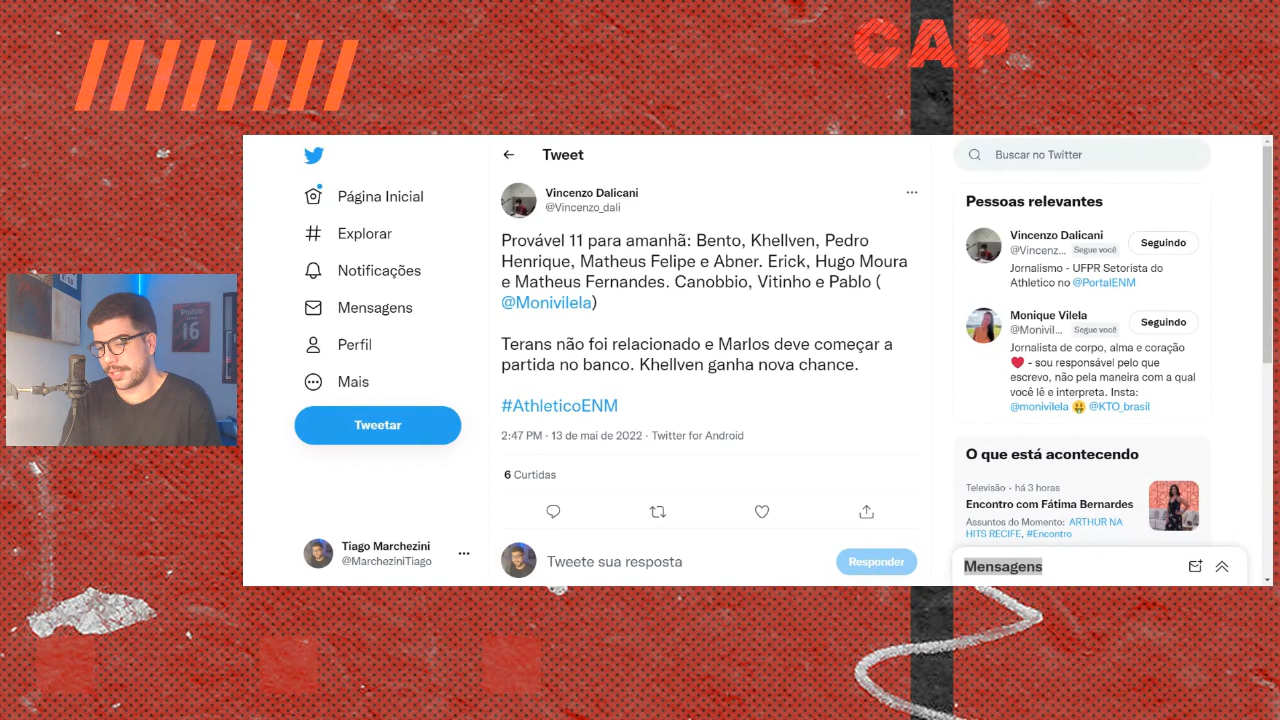 CAP
Tweet
Buscar no Twitter
Página Inicial
Explorar
Notificações
Mensagens
Perfil
Mais
Tweetar
Tiago Marchezini
@MarcheziniTiago
Vincenzo Dalicani
@Vincenzo_dali
Provável 11 para amanhã: Bento, Khellven, Pedro
Henrique, Matheus Felipe e Abner. Erick, Hugo Moura
e Matheus Fernandes. Canobbio, Vitinho e Pablo (
@Monivilela)
Terans não foi relacionado e Marlos deve começar a
partida no banco. Khellven ganha nova chance.
#AthleticoENM
2:47 PM · 13 de mai de 2022 · Twitter for Android
6 Curtidas
Tweete sua resposta
Responder
Pessoas relevantes
Vincenzo Dalicani
@Vincenz... Segue você
Seguindo
Jornalismo - UFPR Setorista do
Athletico no @PortalENM
Monique Vilela
@Monivil... Segue você
Seguindo
Jornalista de corpo, alma e coração
❤️ - sou responsável pelo que
escrevo, não pela maneira com a qual
você lê e interpreta. Insta:
@monivilela 🤑 @KTO_brasil
O que está acontecendo
Televisão · há 3 horas
Encontro com Fátima Bernardes
Assuntos do Momento: ARTHUR NA
HITS RECIFE, #Encontro
Mensagens
16